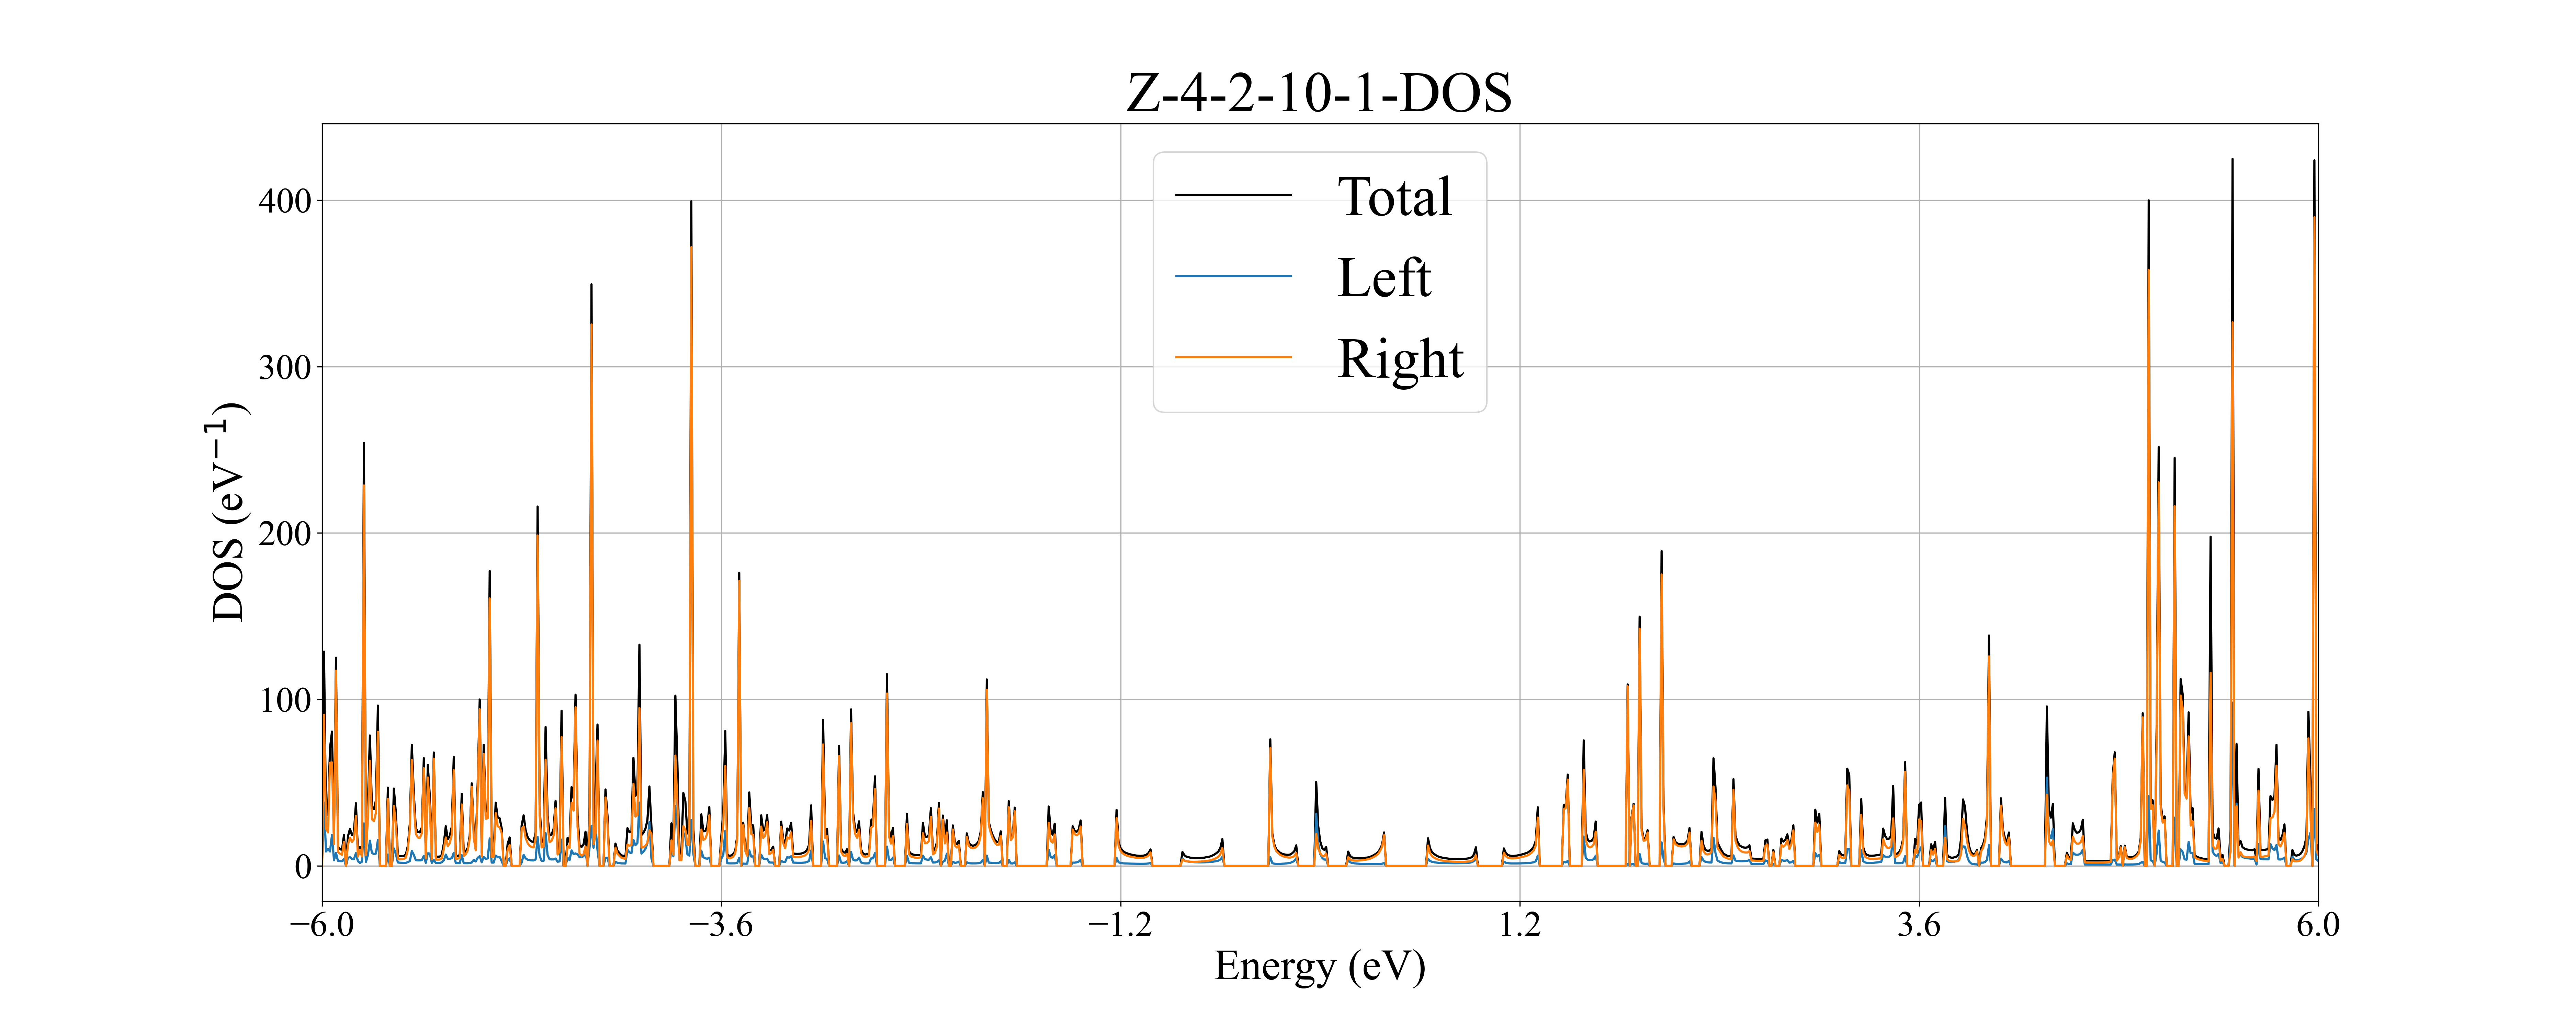 Z-4-2-10-1-DOS
Total
Left
Right
DOS (eV⁻¹)
400
300
200
100
0
−6.0 −3.6 −1.2 1.2 3.6 6.0
Energy (eV)